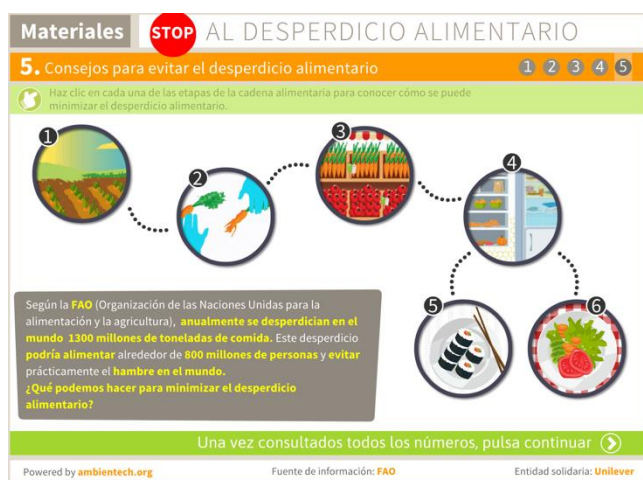 Materiales STOP AL DESPERDICIO ALIMENTARIO
5. Consejos para evitar el desperdicio alimentario 1 2 3 4 5
Haz clic en cada una de las etapas de la cadena alimentaria para conocer cómo se puede
minimizar el desperdicio alimentario.
1
2
3
4
5
6
Según la FAO (Organización de las Naciones Unidas para la
alimentación y la agricultura), anualmente se desperdician en el
mundo 1300 millones de toneladas de comida. Este desperdicio
podría alimentar alrededor de 800 millones de personas y evitar
prácticamente el hambre en el mundo.
¿Qué podemos hacer para minimizar el desperdicio
alimentario?
Una vez consultados todos los números, pulsa continuar
Powered by ambientech.org Fuente de información: FAO Entidad solidaria: Unilever